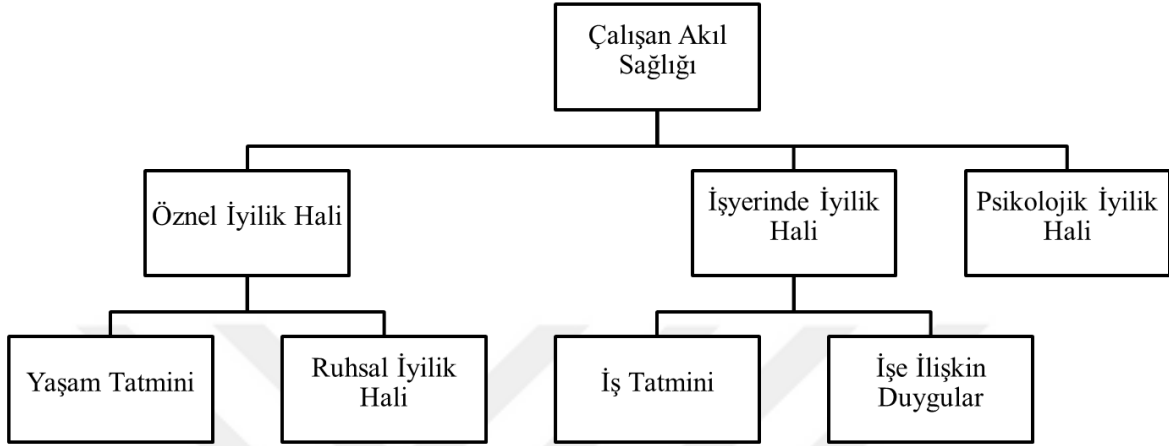 Çalışan Akıl
Sağlığı
Öznel İyilik Hali
İşyerinde İyilik
Hali
Psikolojik İyilik
Hali
Yaşam Tatmini
Ruhsal İyilik
Hali
İş Tatmini
İşe İlişkin
Duygular